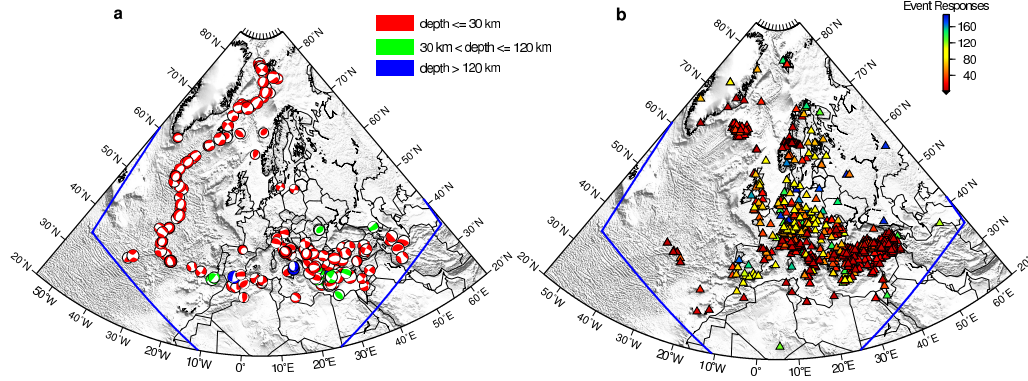 a
depth <= 30 km
30 km < depth <= 120 km
depth > 120 km
80°N
80°N
70°N
70°N
60°N
60°N
50°N
50°N
40°N
40°N
30°N
30°N
20°N
20°N
50°W
40°W
30°W
20°W
10°W
0°
10°E
20°E
30°E
40°E
50°E
60°E
b
Event Responses
160
120
80
40
80°N
80°N
70°N
70°N
60°N
60°N
50°N
50°N
40°N
40°N
30°N
30°N
20°N
20°
50°W
40°W
30°W
20°W
10°W
0°
10°E
20°E
30°E
40°E
50°E
60°E